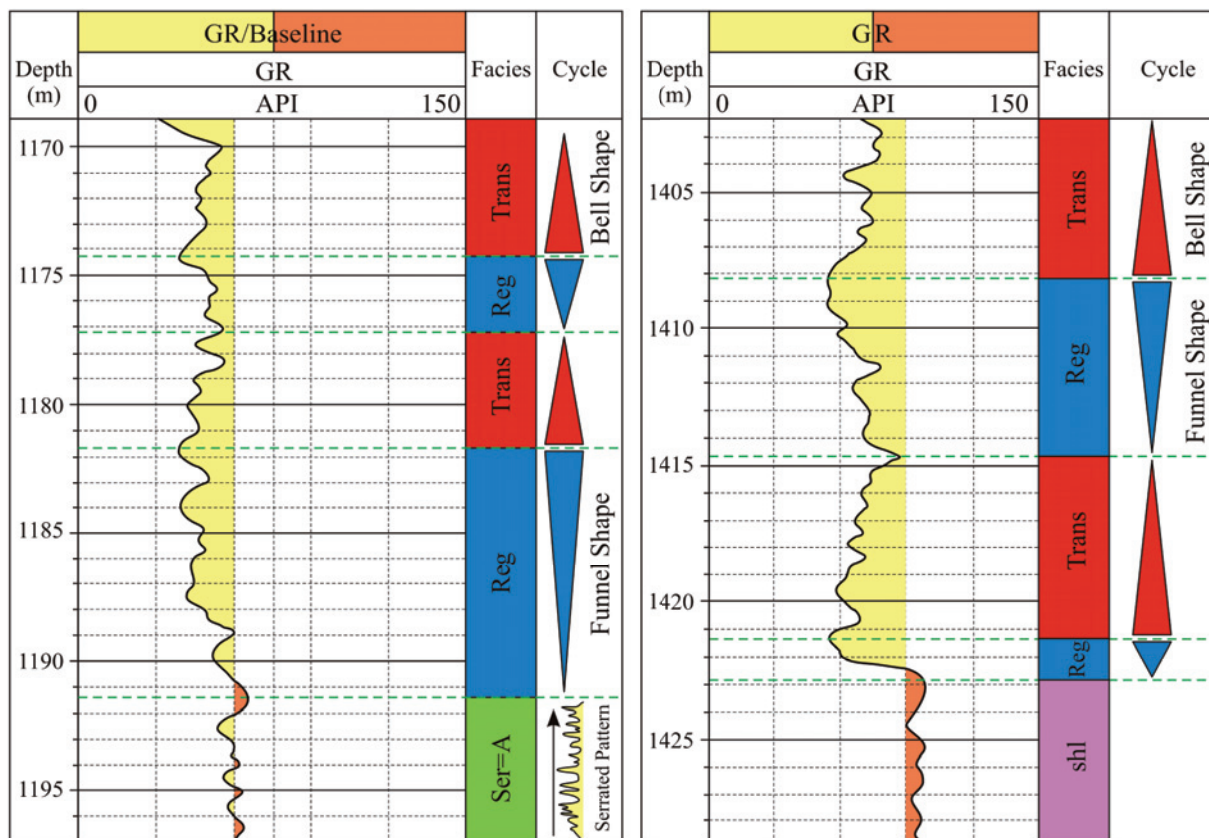 GR/Baseline
Depth
(m)
GR
Facies
Cycle
0
API
150
1170
1175
1180
1185
1190
1195
Trans
Reg
Trans
Reg
Ser=A
Bell Shape
Funnel Shape
Serrated Pattern
GR
Depth
(m)
GR
Facies
Cycle
0
API
150
1405
1410
1415
1420
1425
Trans
Reg
Trans
Reg
shl
Bell Shape
Funnel Shape